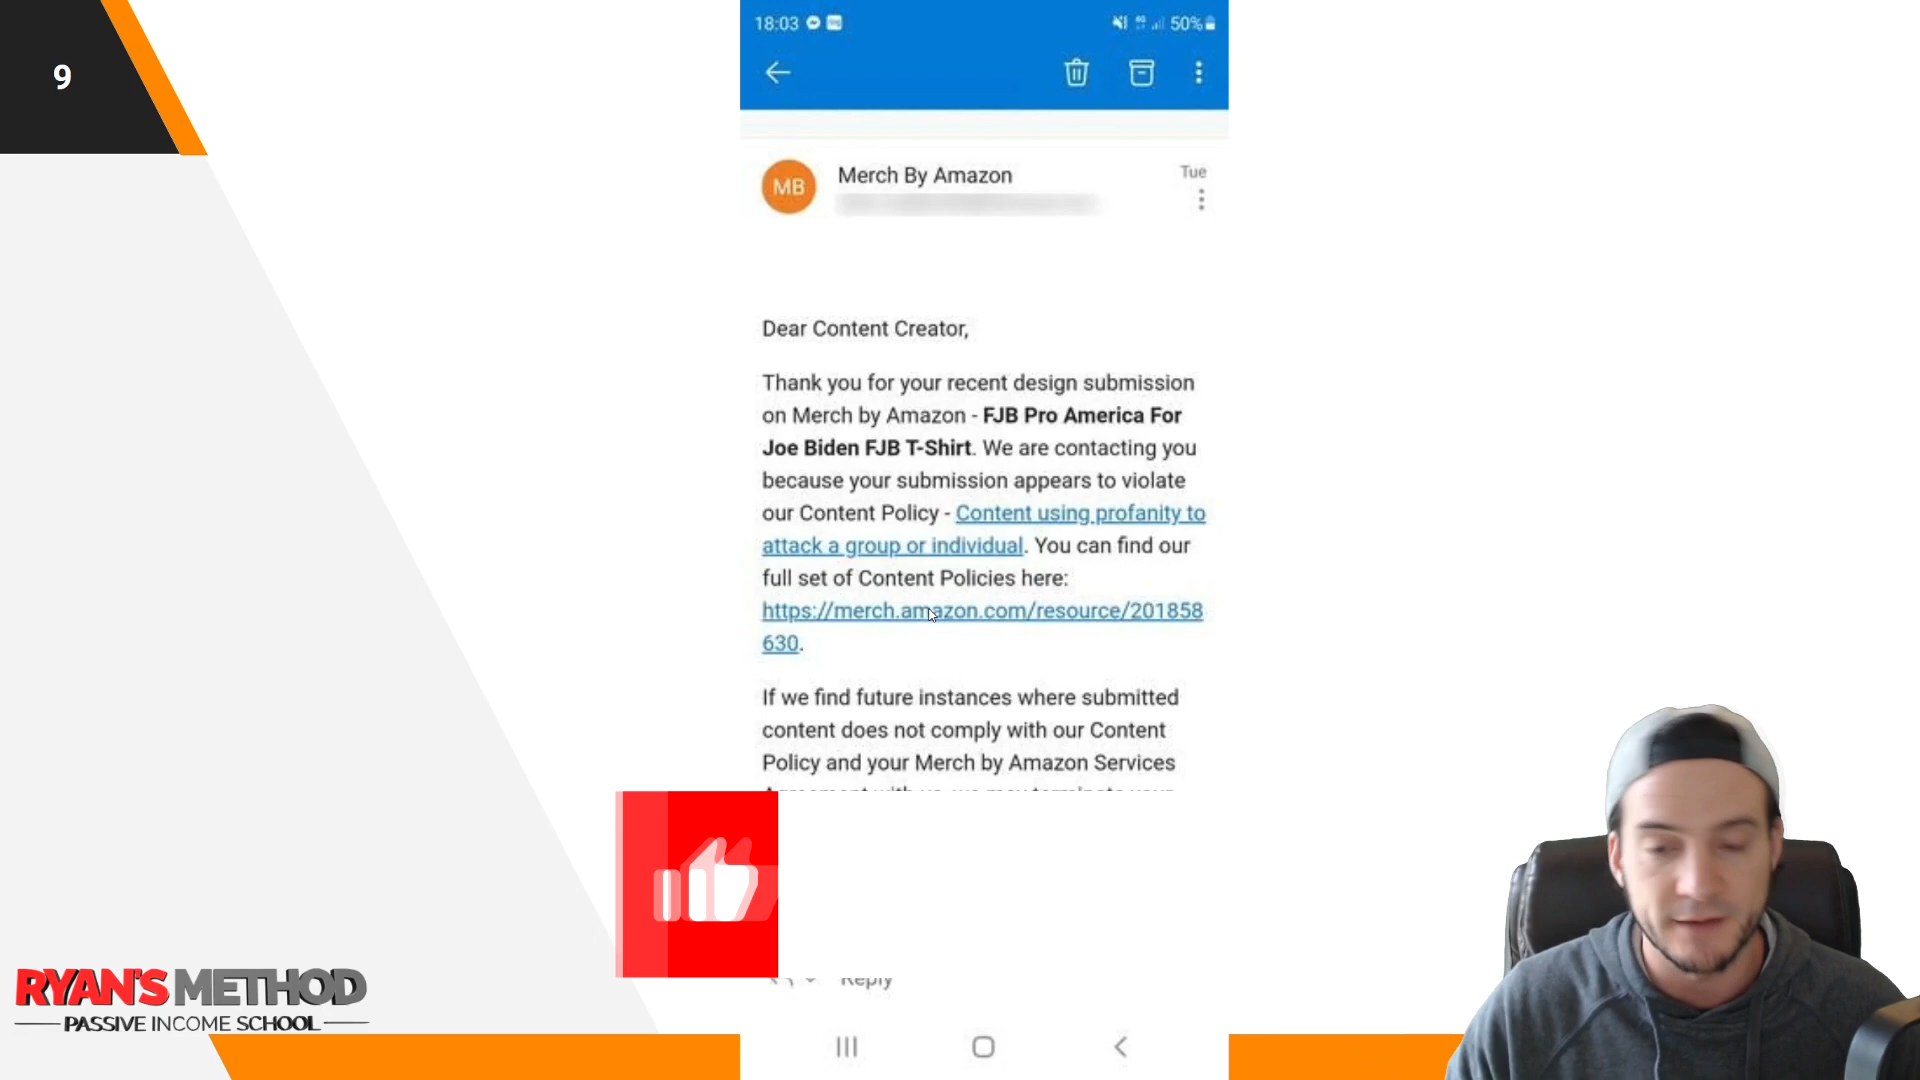 9
18:03
50%
MB
Merch By Amazon
Tue
Dear Content Creator,
Thank you for your recent design submission
on Merch by Amazon - FJB Pro America For
Joe Biden FJB T-Shirt. We are contacting you
because your submission appears to violate
our Content Policy - Content using profanity to
attack a group or individual. You can find our
full set of Content Policies here:
https://merch.amazon.com/resource/201858
630.
If we find future instances where submitted
content does not comply with our Content
Policy and your Merch by Amazon Services
Reply
RYAN'S METHOD
PASSIVE INCOME SCHOOL